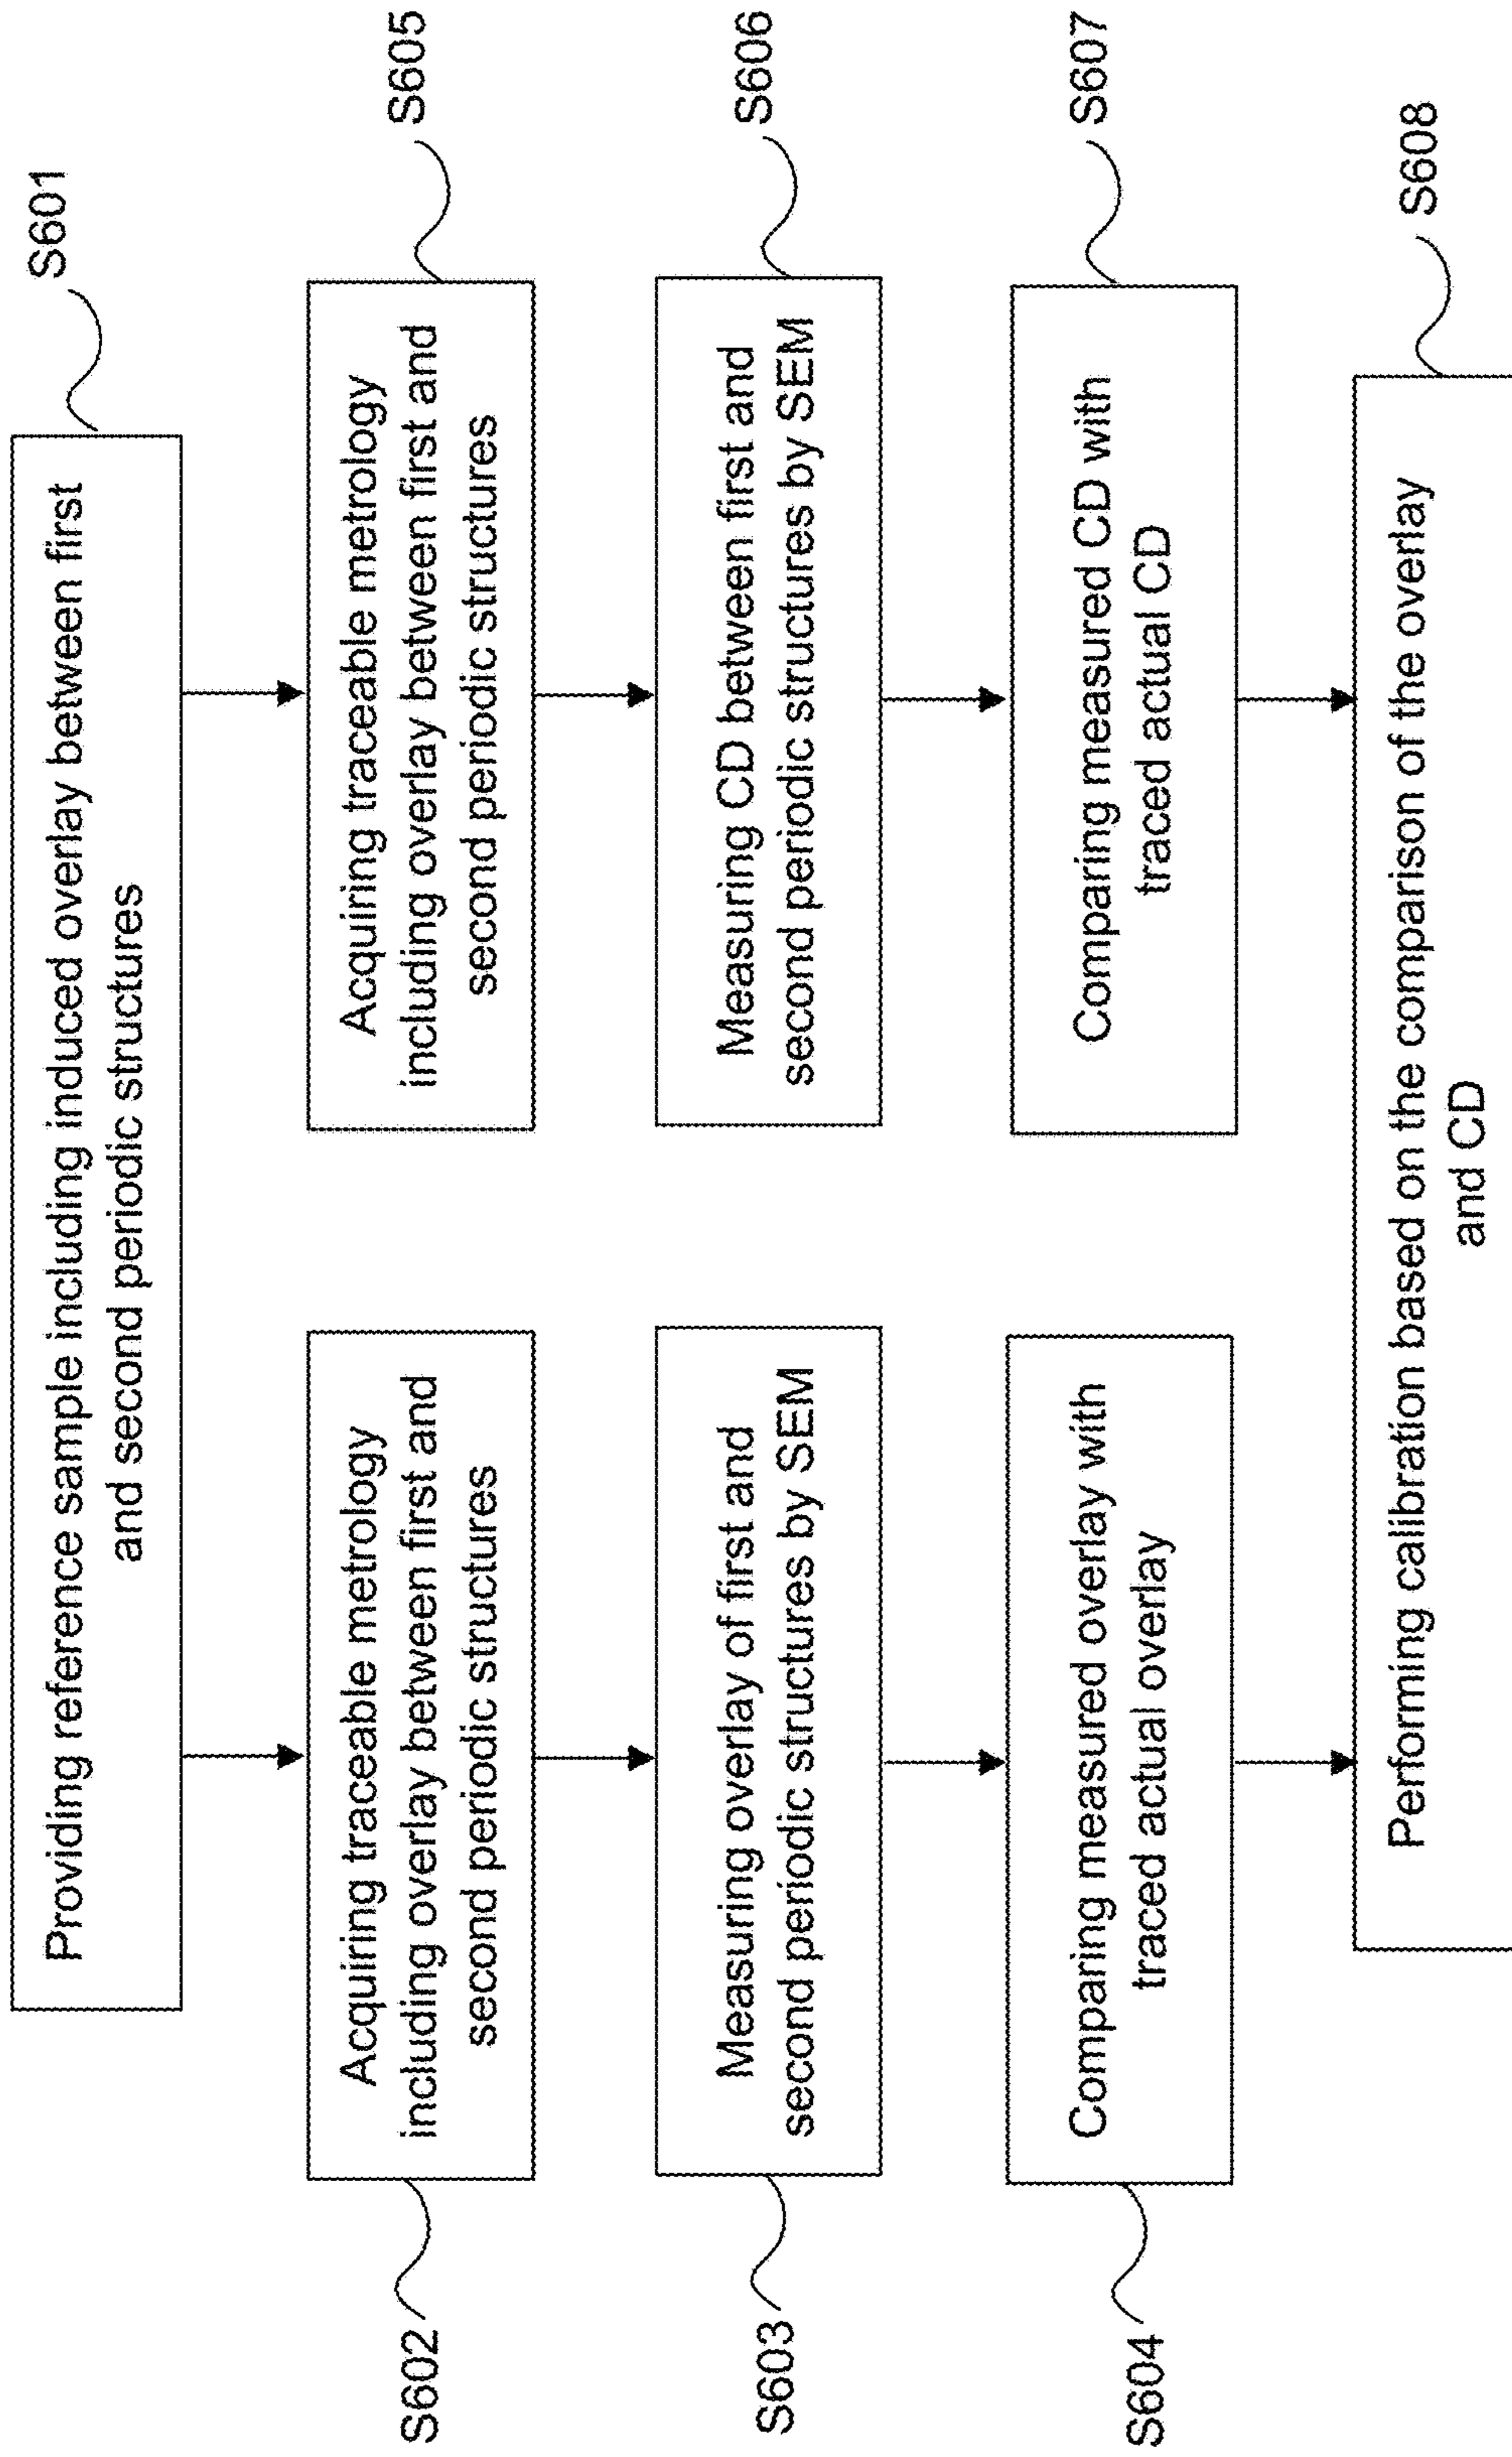 S601
Providing reference sample including induced overlay between first
and second periodic structures
S602
Acquiring traceable metrology
including overlay between first and
second periodic structures
S605
Acquiring traceable metrology
including overlay between first and
second periodic structures
S603
Measuring overlay of first and
second periodic structures by SEM
S606
Measuring CD between first and
second periodic structures by SEM
S604
Comparing measured overlay with
traced actual overlay
S607
Comparing measured CD with
traced actual CD
S608
Performing calibration based on the comparison of the overlay
and CD